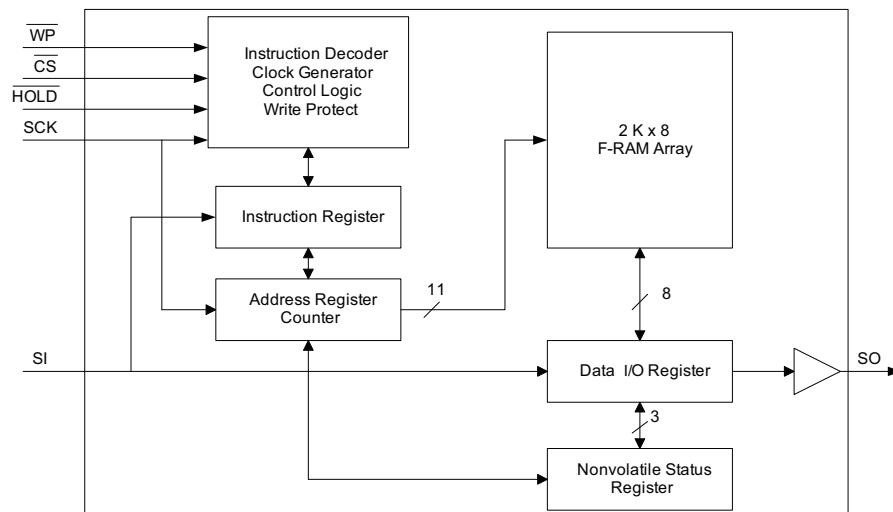 WP
CS
HOLD
SCK
Instruction Decoder
Clock Generator
Control Logic
Write Protect
2 K x 8
F-RAM Array
Instruction Register
Address Register
Counter
11
8
SI
Data I/O Register
SO
3
Nonvolatile Status
Register